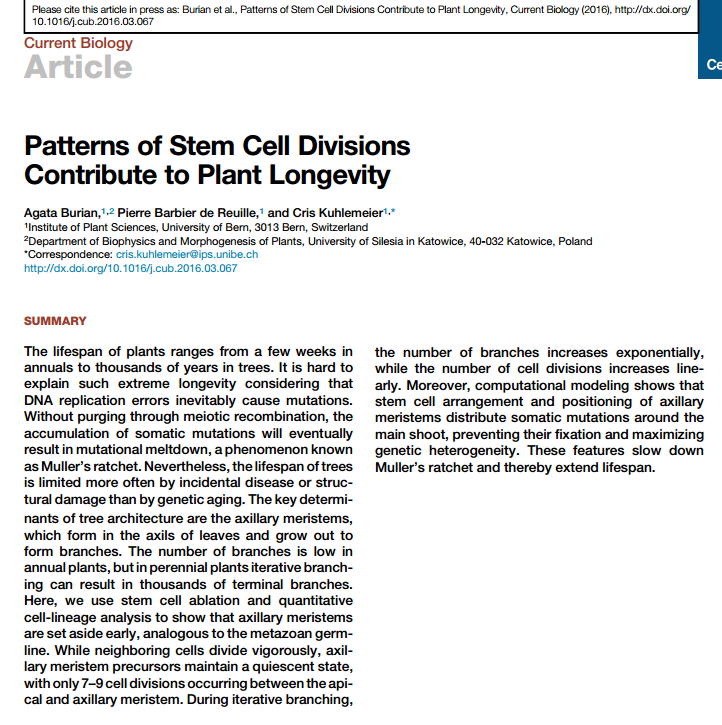 Please cite this article in press as: Burian et al., Patterns of Stem Cell Divisions Contribute to Plant Longevity, Current Biology (2016), http://dx.doi.org/
10.1016/j.cub.2016.03.067
Current Biology
Article
Ce
Patterns of Stem Cell Divisions
Contribute to Plant Longevity
Agata Burian,1,2 Pierre Barbier de Reuille,1 and Cris Kuhlemeier1,*
1Institute of Plant Sciences, University of Bern, 3013 Bern, Switzerland
2Department of Biophysics and Morphogenesis of Plants, University of Silesia in Katowice, 40-032 Katowice, Poland
*Correspondence: cris.kuhlemeier@ips.unibe.ch
http://dx.doi.org/10.1016/j.cub.2016.03.067
SUMMARY
The lifespan of plants ranges from a few weeks in
annuals to thousands of years in trees. It is hard to
explain such extreme longevity considering that
DNA replication errors inevitably cause mutations.
Without purging through meiotic recombination, the
accumulation of somatic mutations will eventually
result in mutational meltdown, a phenomenon known
as Muller's ratchet. Nevertheless, the lifespan of trees
is limited more often by incidental disease or struc-
tural damage than by genetic aging. The key determi-
nants of tree architecture are the axillary meristems,
which form in the axils of leaves and grow out to
form branches. The number of branches is low in
annual plants, but in perennial plants iterative branch-
ing can result in thousands of terminal branches.
Here, we use stem cell ablation and quantitative
cell-lineage analysis to show that axillary meristems
are set aside early, analogous to the metazoan germ-
line. While neighboring cells divide vigorously, axil-
lary meristem precursors maintain a quiescent state,
with only 7–9 cell divisions occurring between the api-
cal and axillary meristem. During iterative branching,
the number of branches increases exponentially,
while the number of cell divisions increases line-
arly. Moreover, computational modeling shows that
stem cell arrangement and positioning of axillary
meristems distribute somatic mutations around the
main shoot, preventing their fixation and maximizing
genetic heterogeneity. These features slow down
Muller's ratchet and thereby extend lifespan.